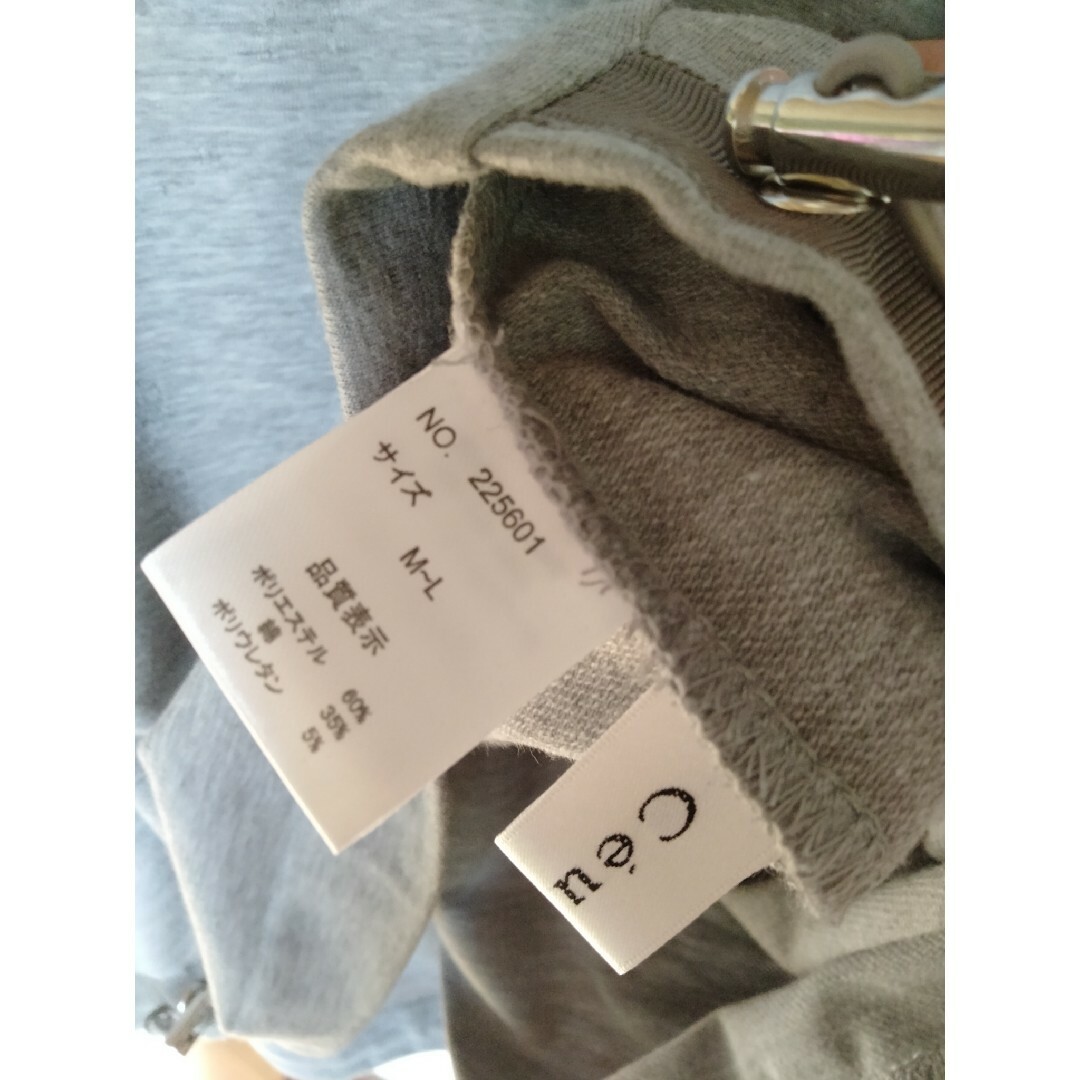 NO. 225601
サイズ M~L
品質表示
ポリエステル 60%
綿 35%
ポリウレタン 5%
Céu